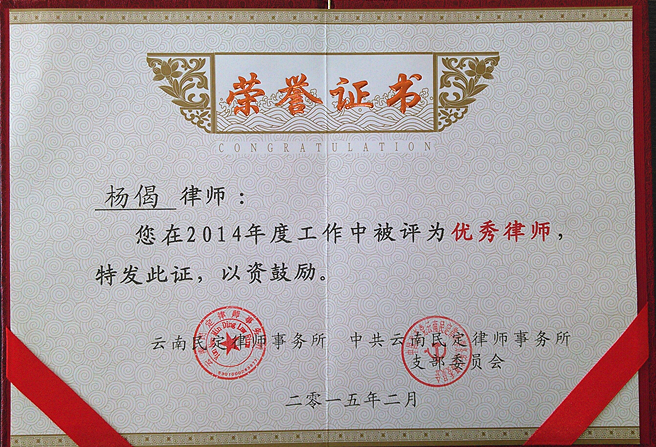 荣誉证书
CONGRATULATION
杨偈 律师：
您在2014年度工作中被评为优秀律师，
特发此证，以资鼓励。
云南民定律师事务所 中共云南民定律师事务所
支部委员会
二零一五年二月